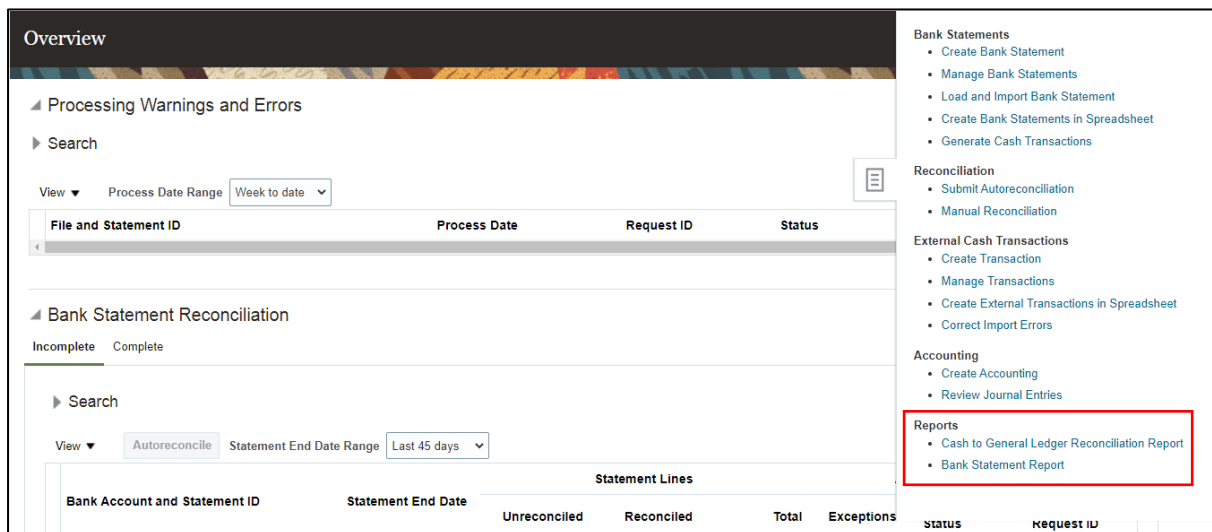 Overview
Processing Warnings and Errors
Search
View Process Date Range Week to date
File and Statement ID Process Date Request ID Status
Bank Statement Reconciliation
Incomplete Complete
Search
View Autoreconcile Statement End Date Range Last 45 days
Statement Lines
Bank Account and Statement ID Statement End Date
Unreconciled Reconciled Total Exceptions Status Request ID
Bank Statements
Create Bank Statement
Manage Bank Statements
Load and Import Bank Statement
Create Bank Statements in Spreadsheet
Generate Cash Transactions
Reconciliation
Submit Autoreconciliation
Manual Reconciliation
External Cash Transactions
Create Transaction
Manage Transactions
Create External Transactions in Spreadsheet
Correct Import Errors
Accounting
Create Accounting
Review Journal Entries
Reports
Cash to General Ledger Reconciliation Report
Bank Statement Report